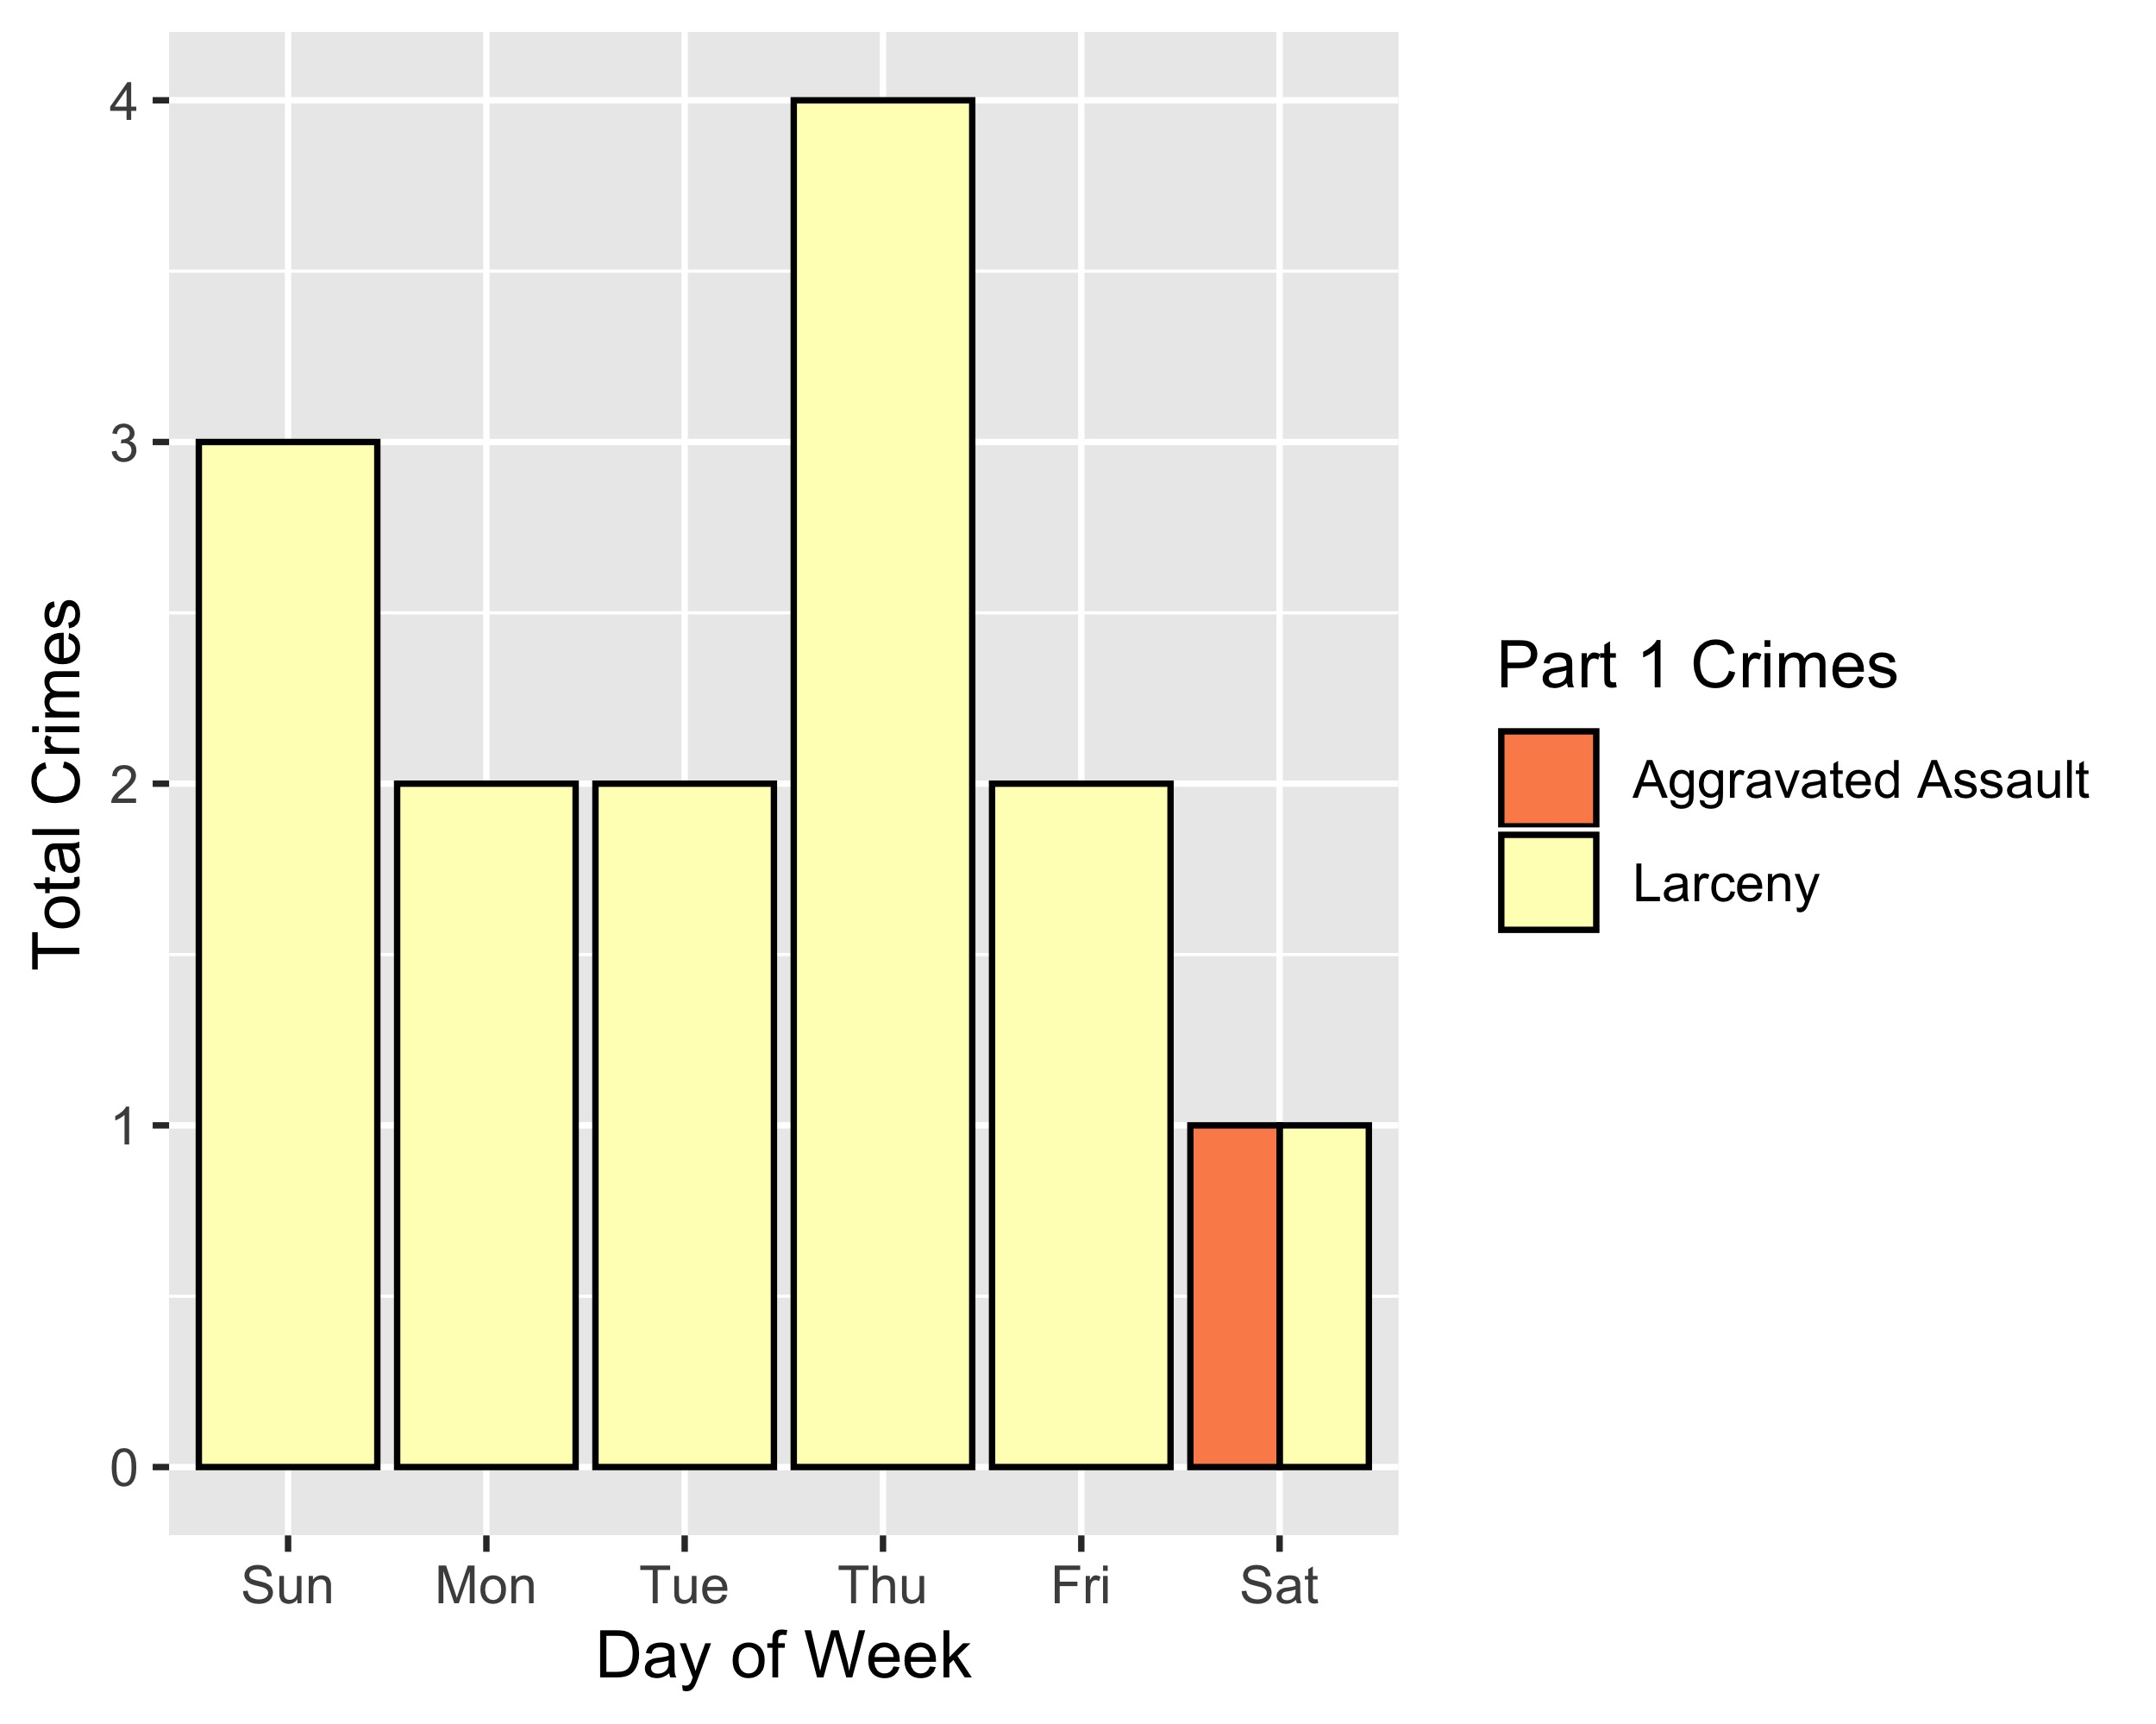 Total Crimes
4
3
2
1
0
Sun Mon Tue Thu Fri Sat
Day of Week
Part 1 Crimes
Aggravated Assault
Larceny